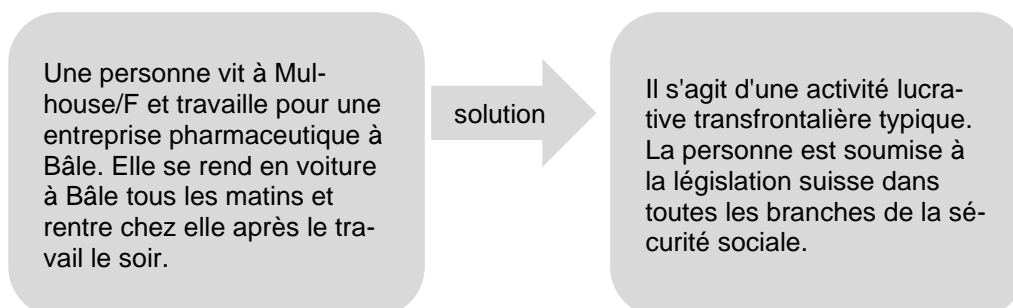 Une personne vit à Mul-
house/F et travaille pour une
entreprise pharmaceutique à
Bâle. Elle se rend en voiture
à Bâle tous les matins et
rentre chez elle après le tra-
vail le soir.
solution
Il s'agit d'une activité lucra-
tive transfrontalière typique.
La personne est soumise à
la législation suisse dans
toutes les branches de la sé-
curité sociale.